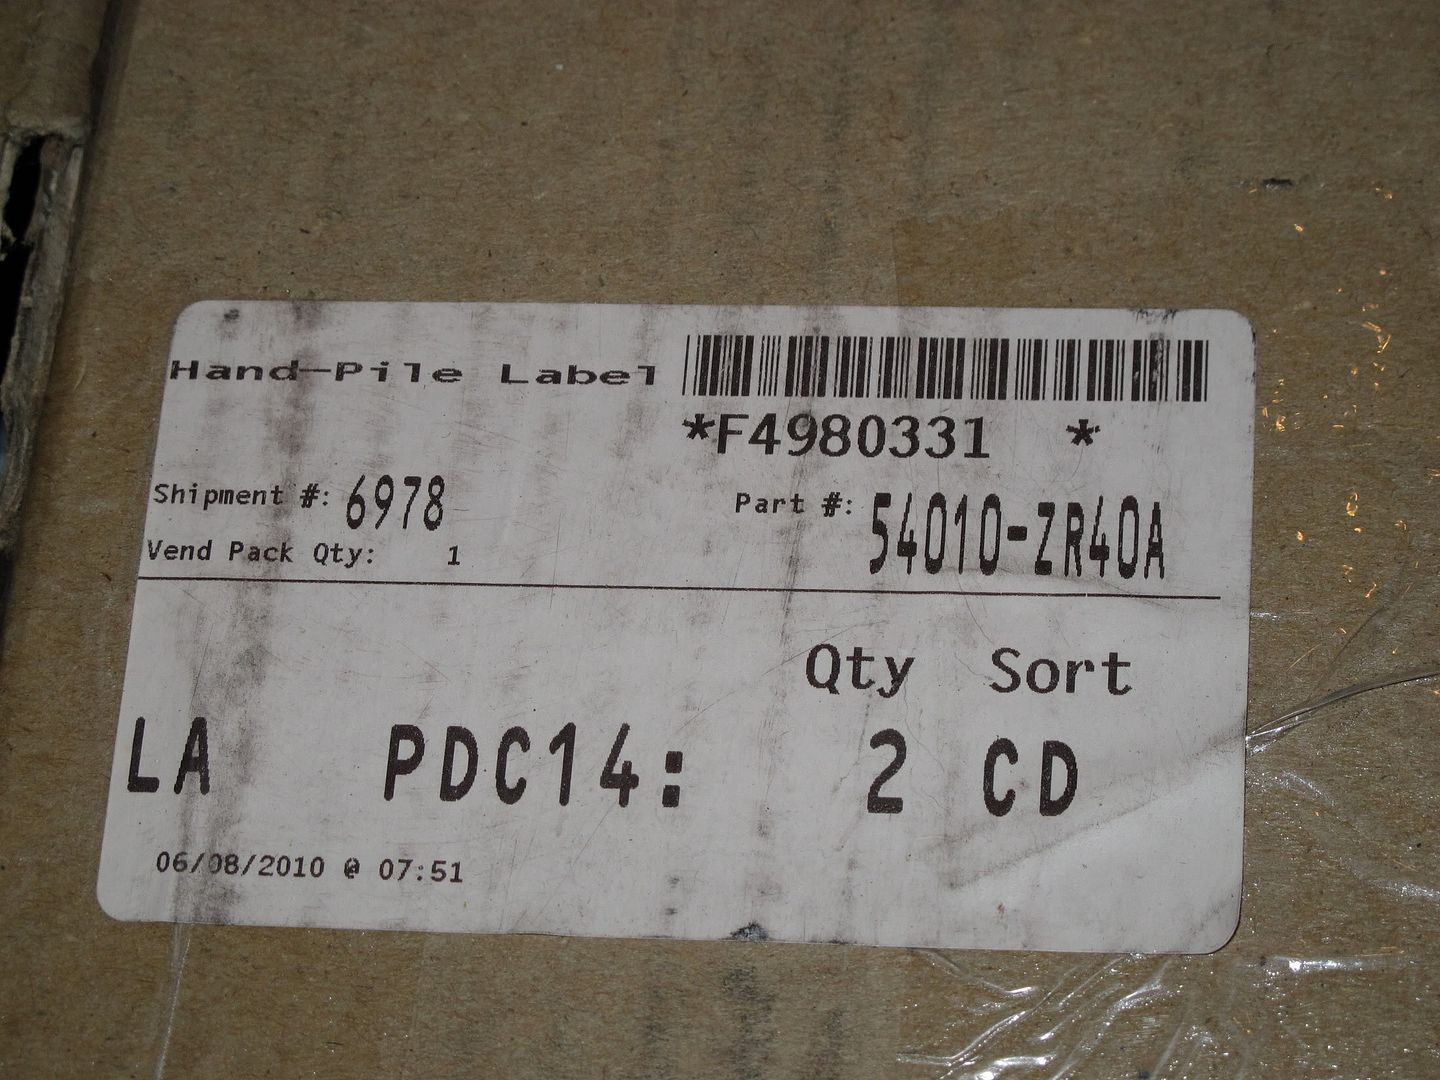 Hand-Pile Label
*F4980331 *
Shipment #: 6978
Part #: 54010-ZR40A
Vend Pack Qty: 1
Qty Sort
LA PDC14: 2 CD
06/08/2010 @ 07:51